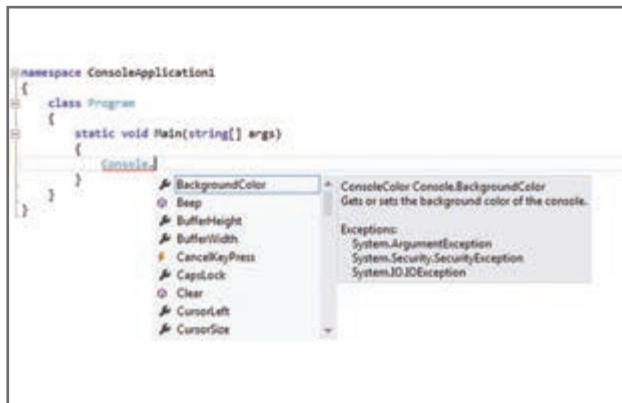 namespace ConsoleApplication1
{
class Program
{
static void Main(string[] args)
{
Console.
}
}
}
BackgroundColor
Beep
BufferHeight
BufferWidth
CancelKeyPress
CapsLock
Clear
CursorLeft
CursorSize
ConsoleColor Console.BackgroundColor
Gets or sets the background color of the console.
Exceptions:
System.ArgumentException
System.Security.SecurityException
System.IO.IOException